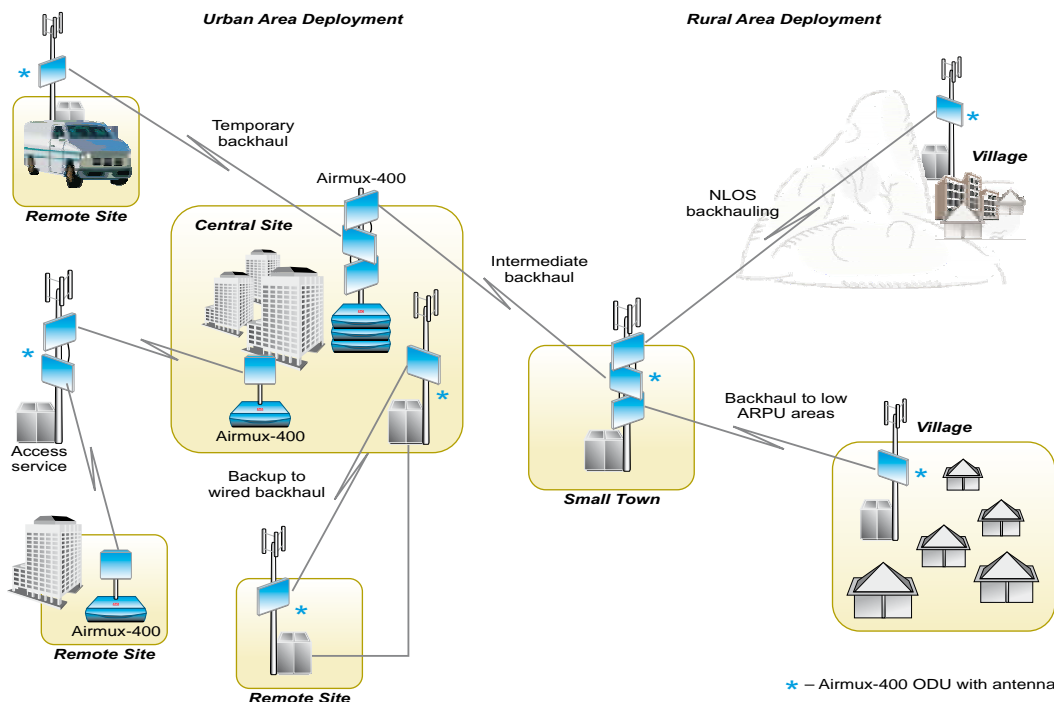 Urban Area Deployment
Rural Area Deployment
*
Temporary
backhaul
Remote Site
Airmux-400
Central Site
Intermediate
backhaul
NLOS
backhauling
*
Village
*
Airmux-400
*
Access
service
Backup to
wired backhaul
*
Small Town
Backhaul to low
ARPU areas
Village
*
Airmux-400
Remote Site
*
Remote Site
* – Airmux-400 ODU with antenna